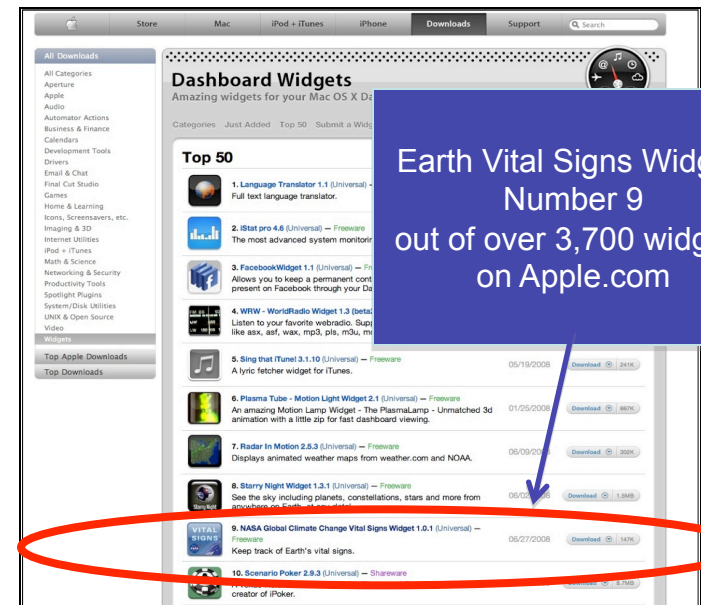 Store Mac iPod + iTunes iPhone Downloads Support Search
All Downloads
All Categories
Aperture
Apple
Audio
Automator Actions
Business & Finance
Calendars
Development Tools
Drivers
Email & Chat
Final Cut Studio
Games
Home & Learning
Icons, Screensavers, etc.
Imaging & 3D
Internet Utilities
iPod + iTunes
Math & Science
Networking & Security
Productivity Tools
Spotlight Plugins
System/Disk Utilities
UNIX & Open Source
Video
Widgets
Top Apple Downloads
Top Downloads
Dashboard Widgets
Amazing widgets for your Mac OS X
Categories Just Added Top 50 Submit a
Top 50
1. Language Translator 1.1 (Universal) –
Full text language translator.
2. iStat pro 4.6 (Universal) — Freeware
The most advanced system
3. FacebookWidget 1.1 (Universal) —
Allows you to keep a permanent
present on Facebook through your
4. WRW - WorldRadio Widget 1.3
Listen to your favorite webradio.
like asx, asf, wax, mp3, pls, m3u,
5. Sing that iTune! 3.1.10 (Universal) — Freeware
A lyric fetcher widget for iTunes.
05/19/2008 Download 241K
6. Plasma Tube - Motion Light Widget 2.1 (Universal) — Freeware
An amazing Motion Lamp Widget - The PlasmaLamp - Unmatched 3d
animation with a little zip for fast dashboard viewing.
01/25/2008 Download 667K
7. Radar In Motion 2.5.3 (Universal) — Freeware
Displays animated weather maps from weather.com and NOAA.
06/09/2008 Download 302K
8. Starry Night Widget 1.3.1 (Universal) — Freeware
See the sky including planets, constellations, stars and more from
anywhere on Earth, at any date!
Download 1.8MB
VITAL
SIGNS
9. NASA Global Climate Change Vital Signs Widget 1.0.1 (Universal) —
Freeware
Keep track of Earth's vital signs.
06/27/2008 Download 147K
10. Scenario Poker 2.9.3 (Universal) — Shareware
creator of iPoker.
Download 8.7MB
Earth Vital Signs
Number 9
out of over 3,700
on Apple.com